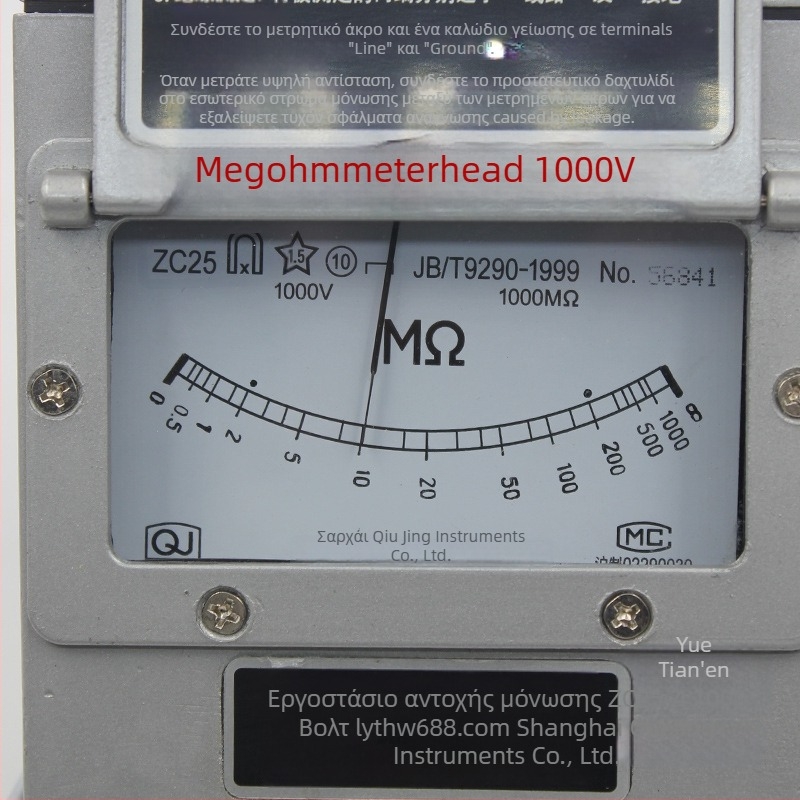 Συνδέστε το μετρητικό άκρο και ένα καλώδιο γείωσης σε terminals
"Line" και "Ground".
Όταν μετράτε υψηλή αντίσταση, συνδέστε το προστατευτικό δαχτυλίδι
στο εσωτερικό στρώμα μόνωσης μεταξύ των μετρημένων άκρων για να
εξαλείψετε τυχόν σφάλματα ανάγνωσης caused by leakage.
Megohmmeterhead 1000V
ZC25 1.5 10 JB/T9290-1999 No. 56841
1000V 1000MΩ
MΩ
0 0.5 1 2 5 10 20 50 100 200 500 1000 ∞
QJ
Σαρχάι Qiu Jing Instruments
Co., Ltd.
MC
Yue
Tian'en
Εργοστάσιο αντοχής μόνωσης
Βολτ lythw688.com Shanghai
Instruments Co., Ltd.